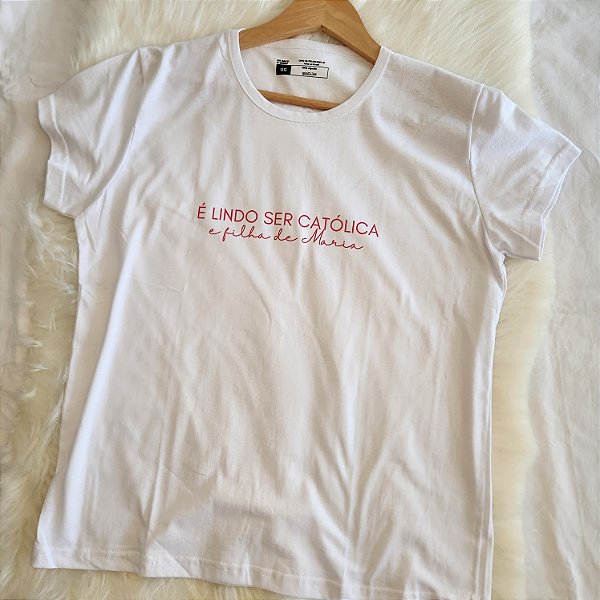 É LINDO SER CATÓLICA
e filha de Maria